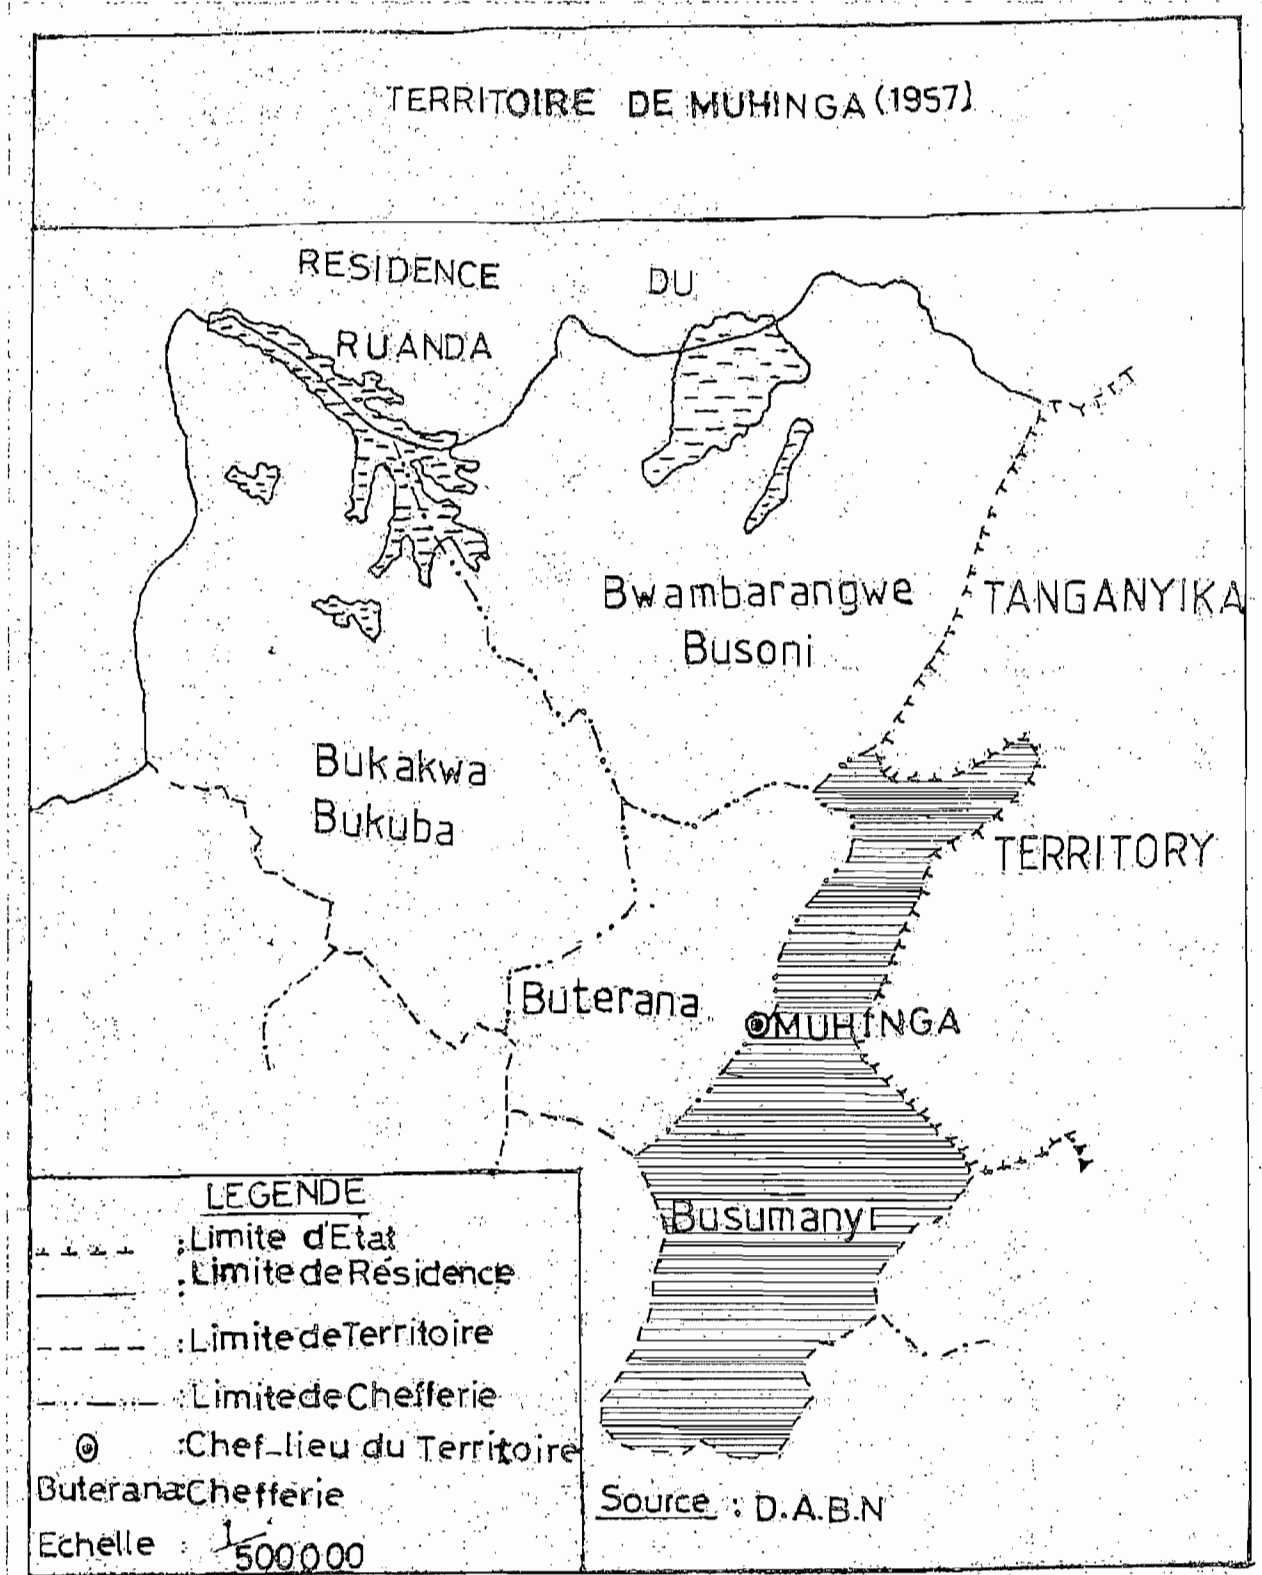 TERRITOIRE DE MUHINGA (1957)
RESIDENCE DU
RUANDA
Bwambarangwe
Busoni
TANGANYIKA
Bukakwa
Bukuba
TERRITORY
Buterana
MUHINGA
Busumanyi
LEGENDE
: Limite d'Etat
: Limite de Résidence
: Limite de Territoire
: Limite de Chefferie
: Chef-lieu du Territoire
Buterana: Chefferie
Echelle : 1/500000
Source : D.A.B.N